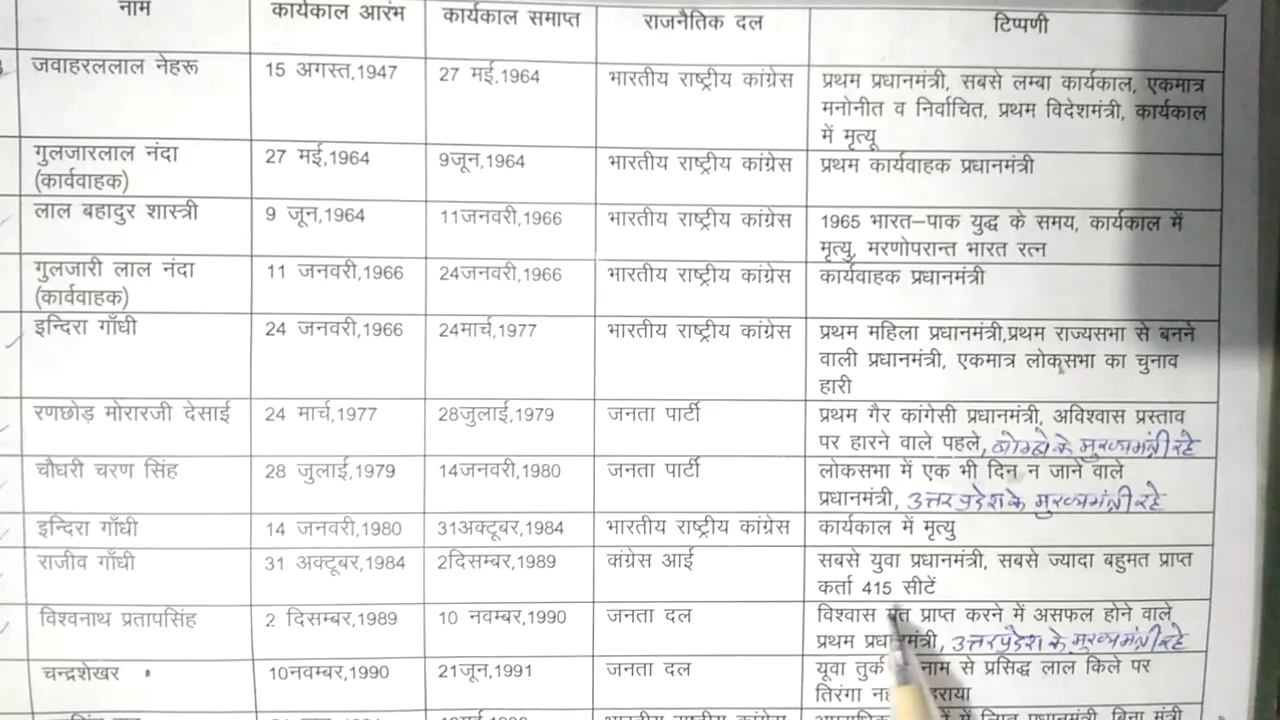 नाम कार्यकाल आरंभ कार्यकाल समाप्त राजनैतिक दल टिप्पणी
जवाहरललाल नेहरू 15 अगस्त,1947 27 मई,1964 भारतीय राष्ट्रीय कांग्रेस प्रथम प्रधानमंत्री, सबसे लम्बा कार्यकाल, एकमात्र
मनोनीत व निर्वाचित, प्रथम विदेशमंत्री, कार्यकाल
में मृत्यू
गुलजारलाल नंदा 27 मई,1964 9जून,1964 भारतीय राष्ट्रीय कांग्रेस प्रथम कार्यवाहक प्रधानमंत्री
(कार्ववाहक)
लाल बहादुर शास्त्री 9 जून,1964 11जनवरी,1966 भारतीय राष्ट्रीय कांग्रेस 1965 भारत–पाक युद्ध के समय, कार्यकाल में
मृत्यु, मरणोपरान्त भारत रत्न
गुलजारी लाल नंदा 11 जनवरी,1966 24जनवरी,1966 भारतीय राष्ट्रीय कांग्रेस कार्यवाहक प्रधानमंत्री
(कार्ववाहक)
इन्दिरा गाँधी 24 जनवरी,1966 24मार्च,1977 भारतीय राष्ट्रीय कांग्रेस प्रथम महिला प्रधानमंत्री,प्रथम राज्यसभा से बनने
वाली प्रधानमंत्री, एकमात्र लोकसभा का चुनाव
हारी
रणछोड़ मोरारजी देसाई 24 मार्च,1977 28जुलाई,1979 जनता पार्टी प्रथम गैर कांगेसी प्रधानमंत्री, अविश्वास प्रस्ताव
पर हारने वाले पहले, बोम्बे के मुख्यमंत्री रहे
चौधरी चरण सिंह 28 जुलाई,1979 14जनवरी,1980 जनता पार्टी लोकसभा में एक भी दिन न जाने वाले
प्रधानमंत्री, उत्तर प्रदेश के मुख्यमंत्री रहे
इन्दिरा गाँधी 14 जनवरी,1980 31अक्टूबर,1984 भारतीय राष्ट्रीय कांग्रेस कार्यकाल में मृत्यु
राजीव गाँधी 31 अक्टूबर,1984 2दिसम्बर,1989 कंग्रेस आई सबसे युवा प्रधानमंत्री, सबसे ज्यादा बहुमत प्राप्त
कर्ता 415 सीटें
विश्वनाथ प्रतापसिंह 2 दिसम्बर,1989 10 नवम्बर,1990 जनता दल विश्वास प्राप्त करने में असफल होने वाले
प्रथम उत्तरप्रदेश के मुख्यमंत्री रहे
चन्द्रशेखर 10नवम्बर,1990 21जून,1991 जनता दल यूवा तुर्क नाम से प्रसिद्ध लाल किले पर
तिरंगा